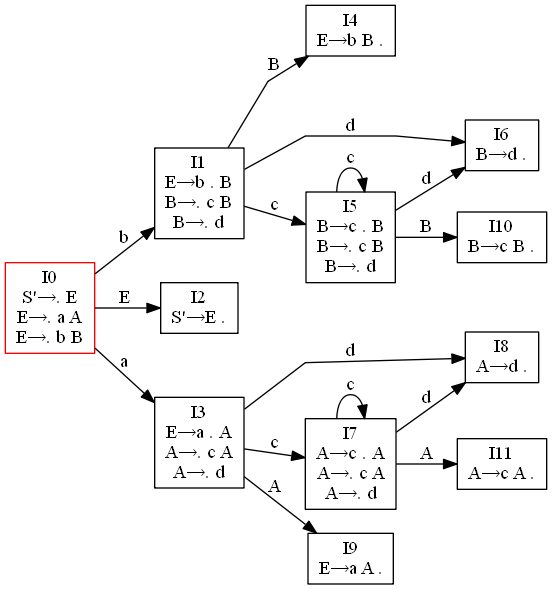 I4
E→b B .
B
I1
E→b . B
B→. c B
B→. d
d
I6
B→d .
c
c
I5
B→c . B
B→. c B
B→. d
d
B
I10
B→c B .
b
I0
S'→. E
E→. a A
E→. b B
E
I2
S'→E .
a
I3
E→a . A
A→. c A
A→. d
d
I8
A→d .
c
c
I7
A→c . A
A→. c A
A→. d
d
A
I11
A→c A .
A
I9
E→a A .